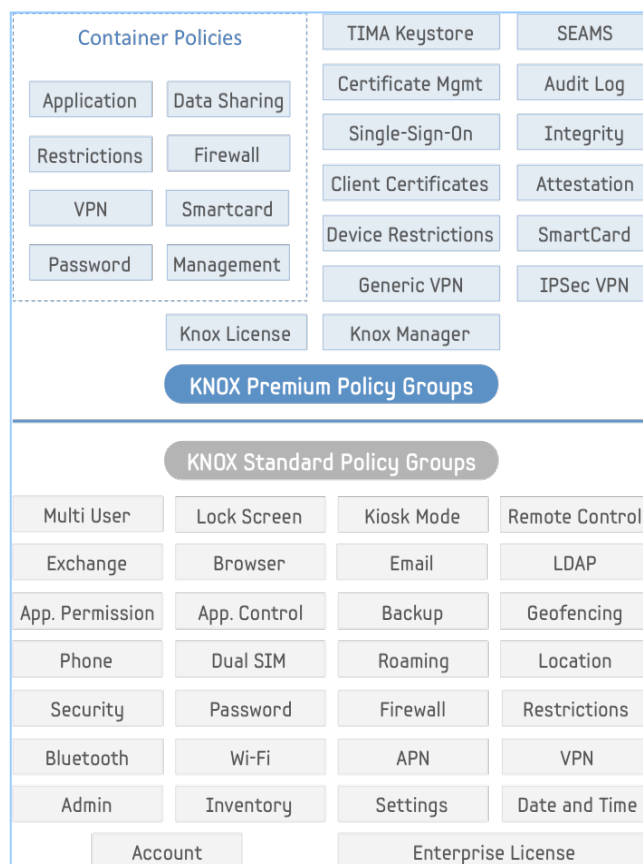 Container Policies
TIMA Keystore SEAMS
Application Data Sharing
Certificate Mgmt Audit Log
Restrictions Firewall
Single-Sign-On Integrity
VPN Smartcard
Client Certificates Attestation
Password Management
Device Restrictions SmartCard
Generic VPN IPSec VPN
Knox License Knox Manager
KNOX Premium Policy Groups
KNOX Standard Policy Groups
Multi User Lock Screen Kiosk Mode Remote Control
Exchange Browser Email LDAP
App. Permission App. Control Backup Geofencing
Phone Dual SIM Roaming Location
Security Password Firewall Restrictions
Bluetooth Wi-Fi APN VPN
Admin Inventory Settings Date and Time
Account Enterprise License